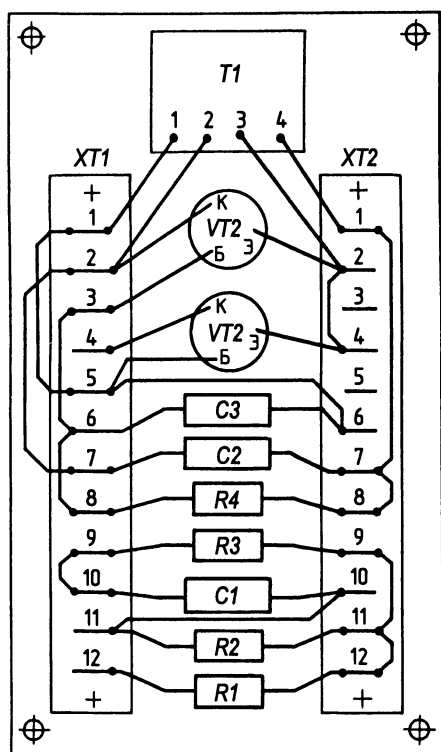 T1
1 2 3 4
XT1 XT2
+ +
1 К 1
VT2
2 Б Э 2
3 3
К
4 VT2 4
Б Э
5 5
6 C3 6
7 C2 7
8 R4 8
9 R3 9
10 C1 10
11 R2 11
12 R1 12
+ +